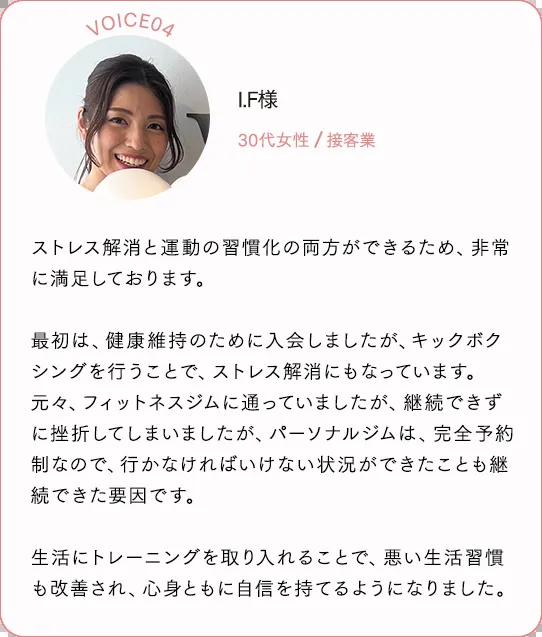 VOICE04
I.F様
30代女性 / 接客業
ストレス解消と運動の習慣化の両方ができるため、非常
に満足しております。
最初は、健康維持のために入会しましたが、キックボク
シングを行うことで、ストレス解消にもなっています。
元々、フィットネスジムに通っていましたが、継続できず
に挫折してしまいましたが、パーソナルジムは、完全予約
制なので、行かなければいけない状況ができたことも継
続できた要因です。
生活にトレーニングを取り入れることで、悪い生活習慣
も改善され、心身ともに自信を持てるようになりました。